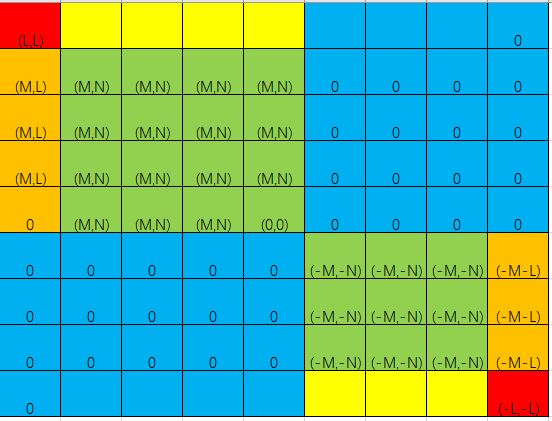 (L,L) 0
(M,L) (M,N) (M,N) (M,N) (M,N) 0 0 0 0
(M,L) (M,N) (M,N) (M,N) (M,N) 0 0 0 0
(M,L) (M,N) (M,N) (M,N) (M,N) 0 0 0 0
0 (M,N) (M,N) (M,N) (0,0) 0 0 0 0
0 0 0 0 0 (-M,-N) (-M,-N) (-M,-N) (-M-L)
0 0 0 0 0 (-M,-N) (-M,-N) (-M,-N) (-M-L)
0 0 0 0 0 (-M,-N) (-M,-N) (-M,-N) (-M-L)
0 (-L,-L)